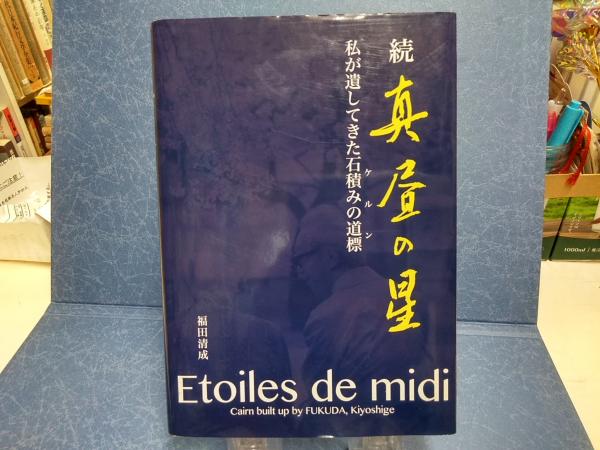 続 真昼の星
私が遺してきた石積みの道標
ケルン
福田清成
Etoiles de midi
Cairn built up by FUKUDA, Kiyoshige
1000ml